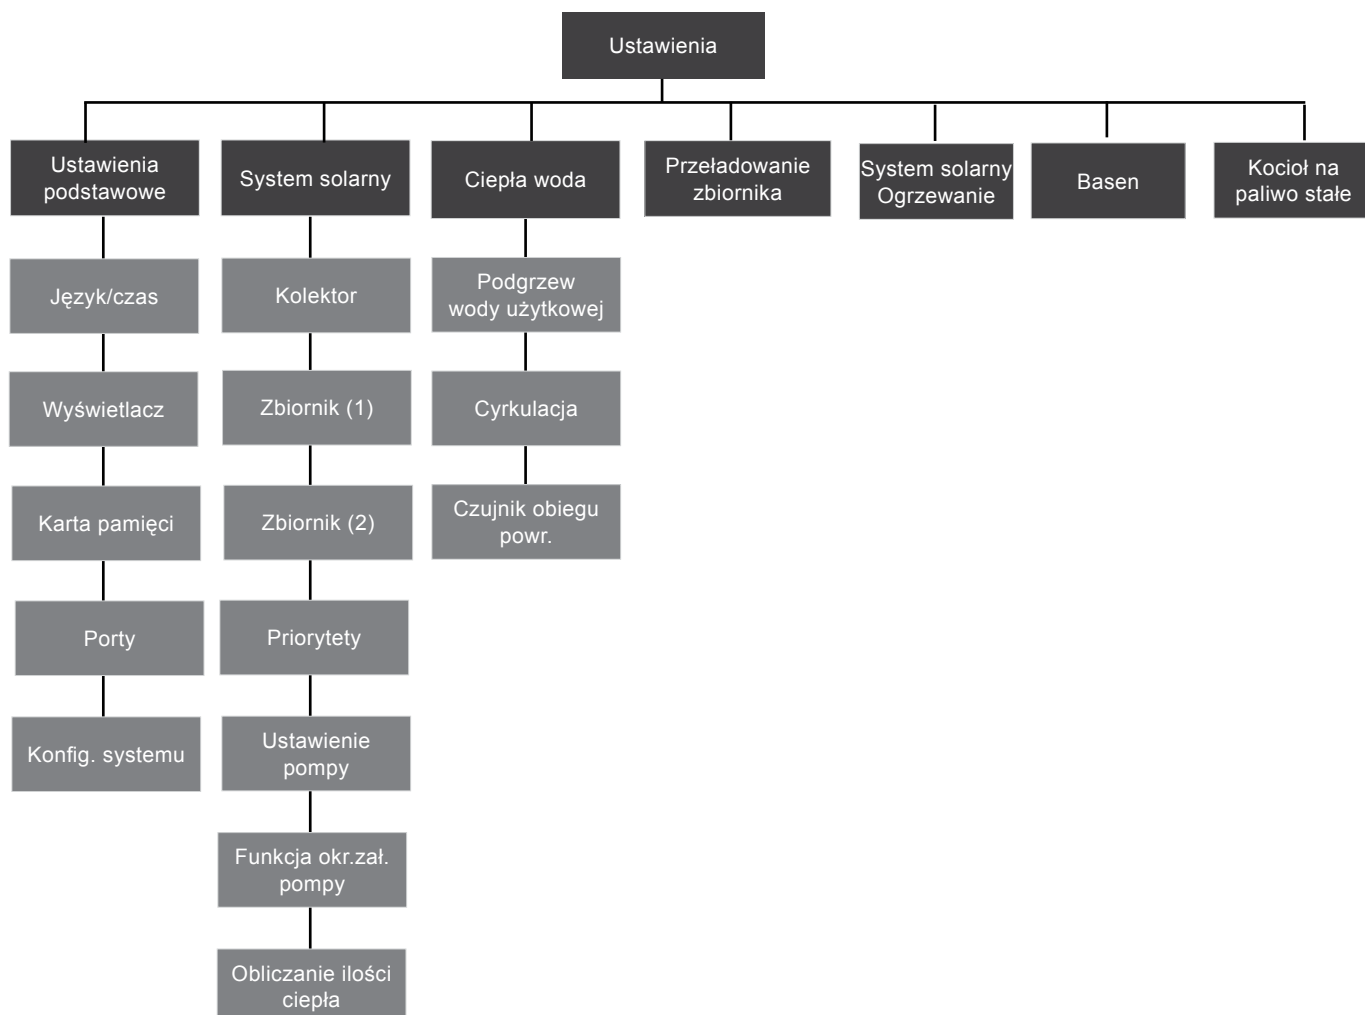 Ustawienia
Ustawienia
podstawowe
System solarny
Ciepła woda
Przeładowanie
zbiornika
System solarny
Ogrzewanie
Basen
Kocioł na
paliwo stałe
Język/czas
Wyświetlacz
Karta pamięci
Porty
Konfig. systemu
Kolektor
Zbiornik (1)
Zbiornik (2)
Priorytety
Ustawienie
pompy
Funkcja okr.zał.
pompy
Obliczanie ilości
ciepła
Podgrzew
wody użytkowej
Cyrkulacja
Czujnik obiegu
powr.